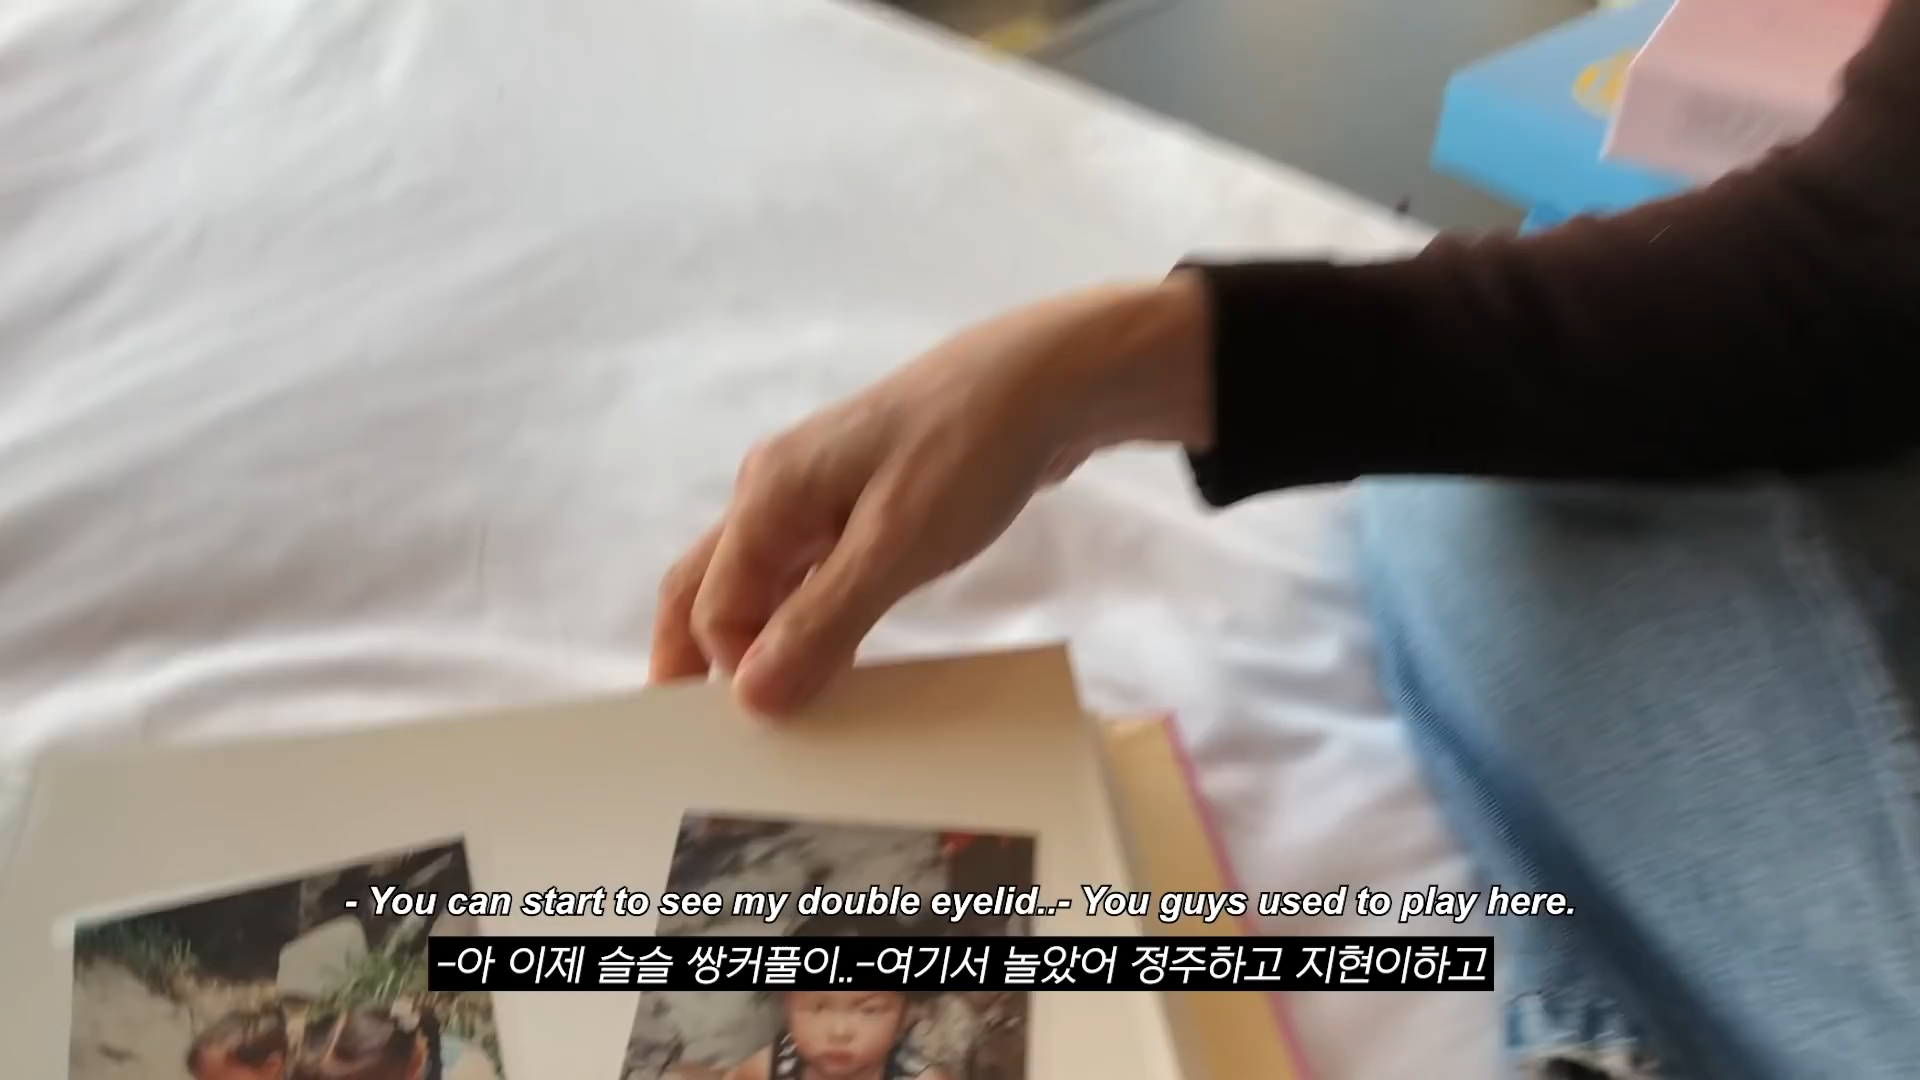 - You can start to see my double eyelid..- You guys used to play here.
-아 이제 슬슬 쌍커풀이..-여기서 놀았어 정주하고 지현이하고